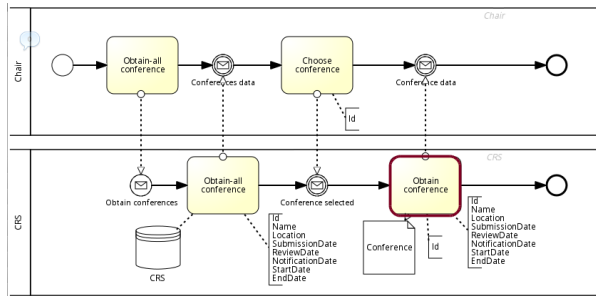 Chair
Chair
Obtain-all
conference
Conferences data
Choose
conference
Conference data
Id
CRS
CRS
Obtain conferences
Obtain-all
conference
Conference selected
Obtain
conference
CRS
Id
Name
Location
SubmissionDate
ReviewDate
NotificationDate
StartDate
EndDate
Conference
Id
Id
Name
Location
SubmissionDate
ReviewDate
NotificationDate
StartDate
EndDate